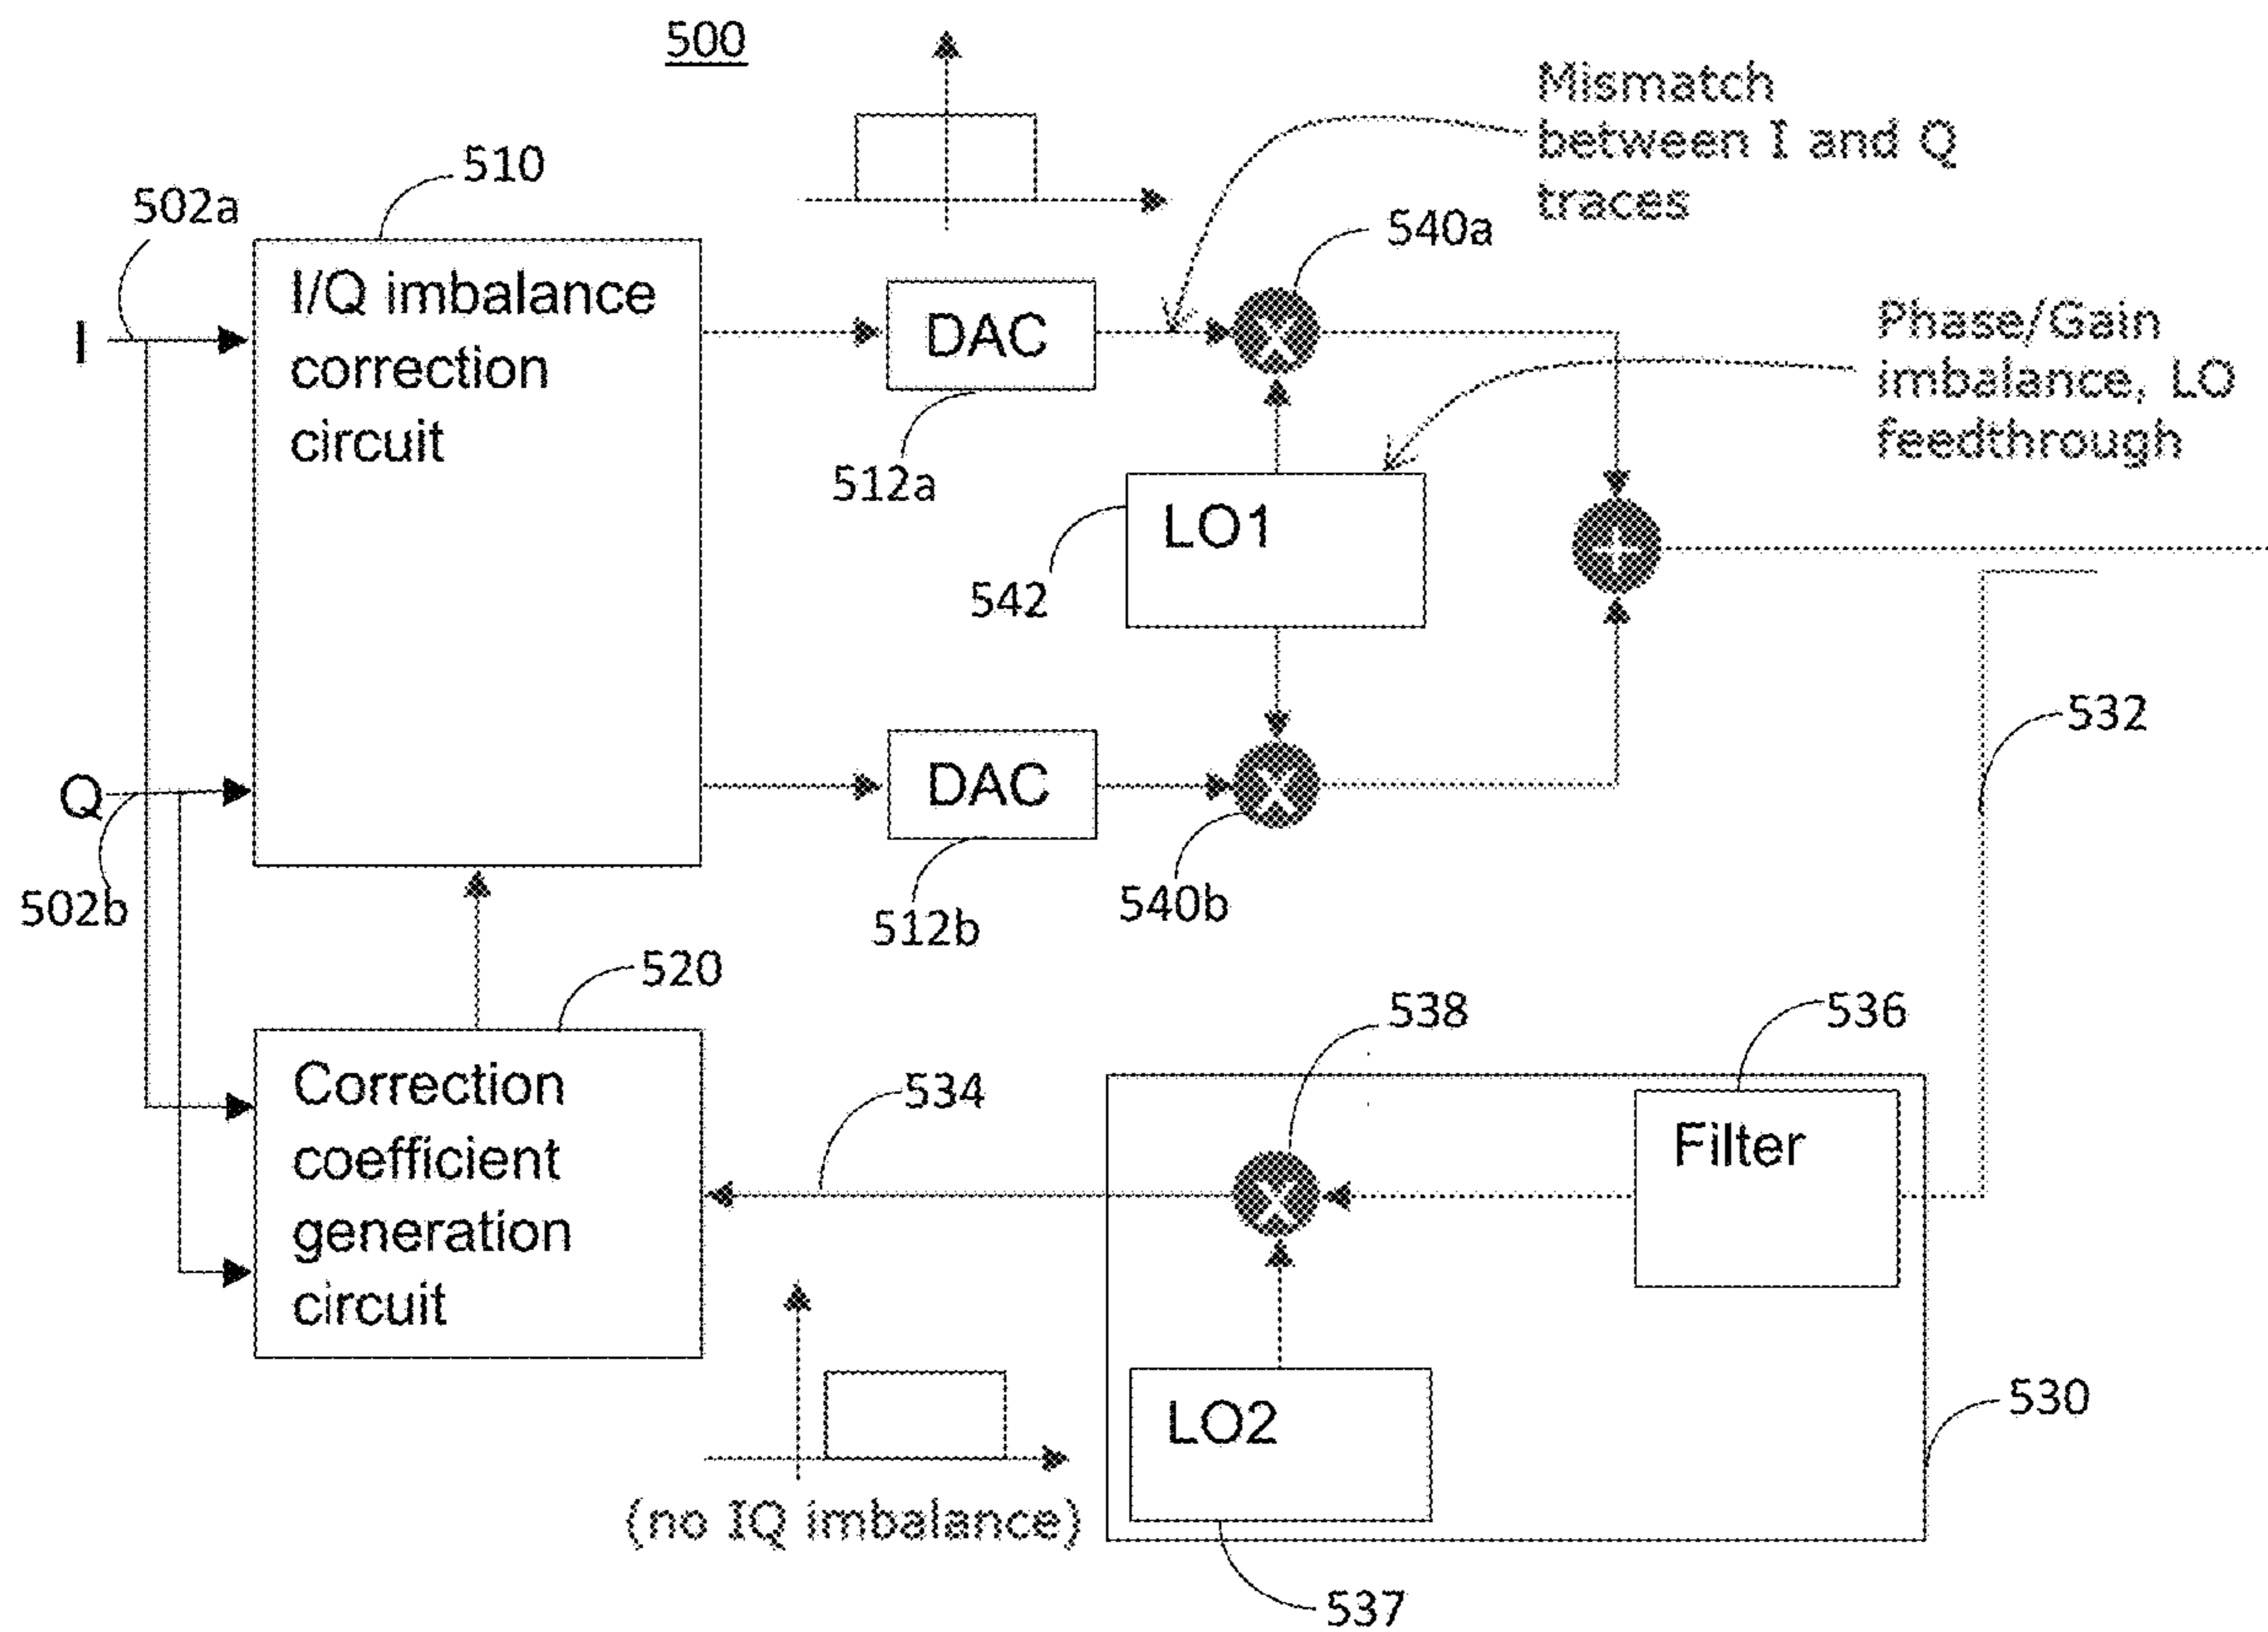 500
Mismatch
between I and Q
traces
510
502a
540a
I/Q imbalance
correction
circuit
I
DAC
512a
Phase/Gain
imbalance, LO
feedthrough
LO1
542
532
Q
DAC
502b
512b
540b
520
538
536
Correction
coefficient
generation
circuit
534
Filter
LO2
530
(no IQ imbalance)
537